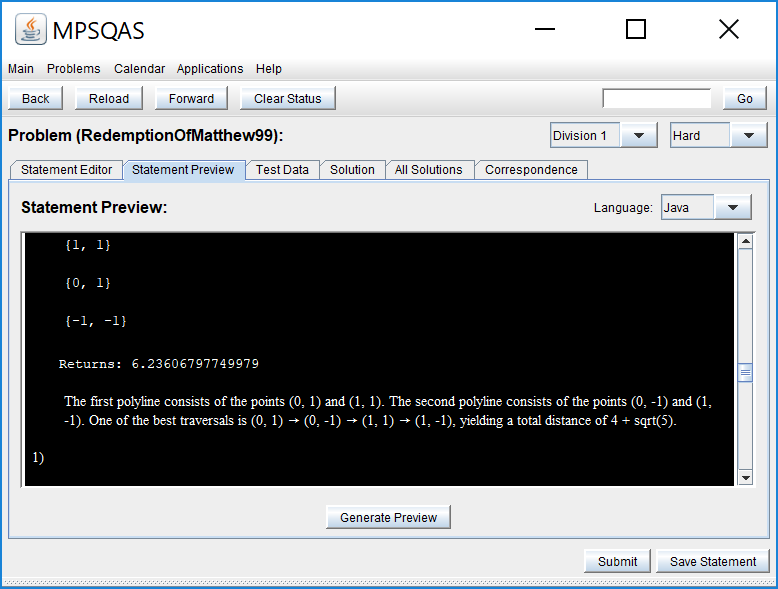 MPSQAS
Main Problems Calendar Applications Help
Back Reload Forward Clear Status Go
Problem (RedemptionOfMatthew99): Division 1 Hard
Statement Editor Statement Preview Test Data Solution All Solutions Correspondence
Statement Preview: Language: Java
{1, 1}
{0, 1}
{-1, -1}
Returns: 6.23606797749979
The first polyline consists of the points (0, 1) and (1, 1). The second polyline consists of the points (0, -1) and (1,
-1). One of the best traversals is (0, 1) → (0, -1) → (1, 1) → (1, -1), yielding a total distance of 4 + sqrt(5).
1)
Generate Preview
Submit Save Statement